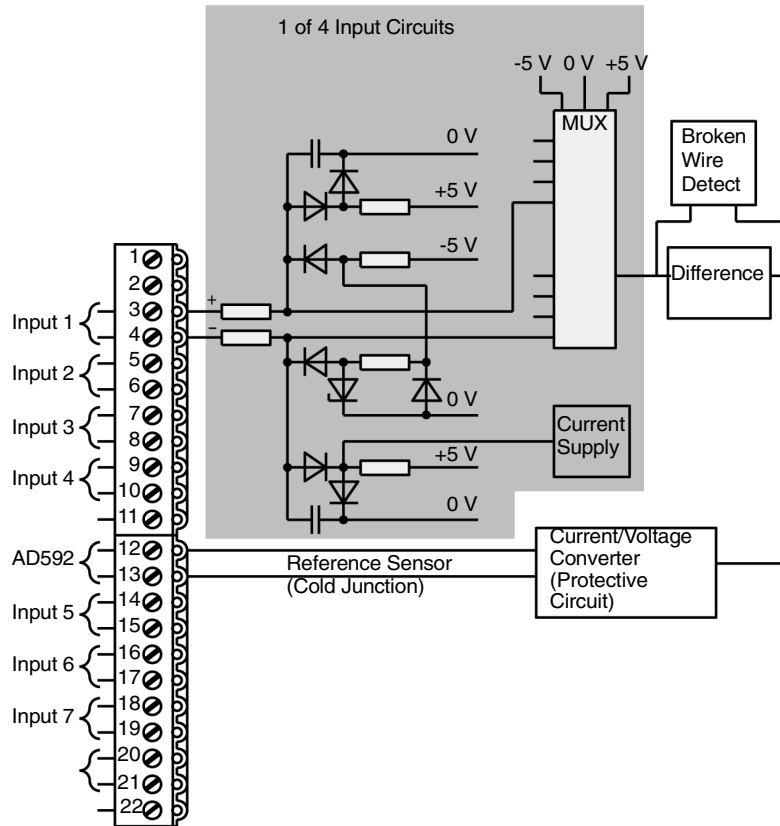 1 of 4 Input Circuits
-5 V 0 V +5 V
MUX
0 V
+5 V
-5 V
Broken
Wire
Detect
Difference
1
2
3
4
5
6
7
8
9
10
11
Input 1
Input 2
Input 3
Input 4
+
-
0 V
+5 V
0 V
Current
Supply
12
13
14
15
16
17
18
19
20
21
22
AD592
Input 5
Input 6
Input 7
Reference Sensor
(Cold Junction)
Current/Voltage
Converter
(Protective
Circuit)